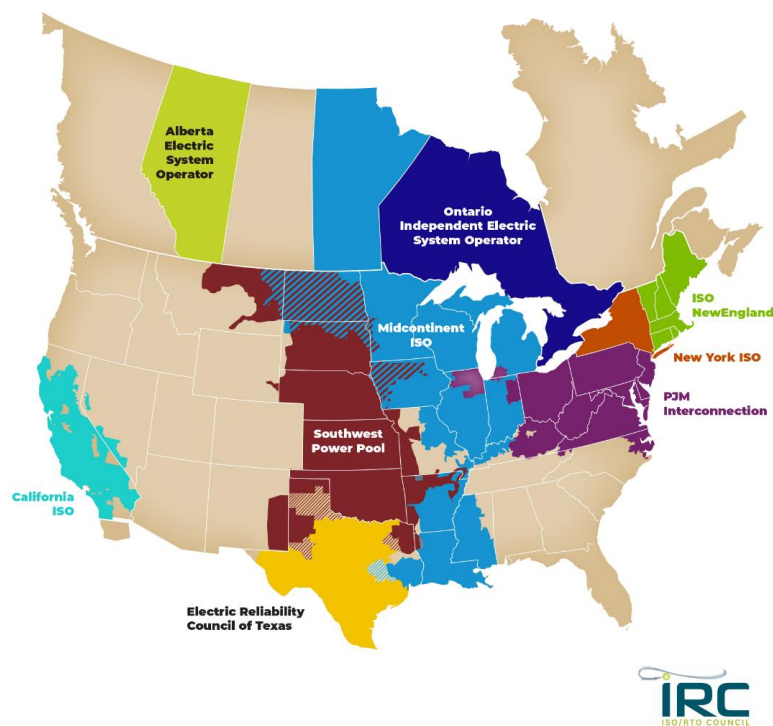 Alberta
Electric
System
Operator
Ontario
Independent Electric
System Operator
ISO
NewEngland
Midcontinent
ISO
New York ISO
PJM
Interconnection
Southwest
Power Pool
California
ISO
Electric Reliability
Council of Texas
IRC
ISO/RTO COUNCIL